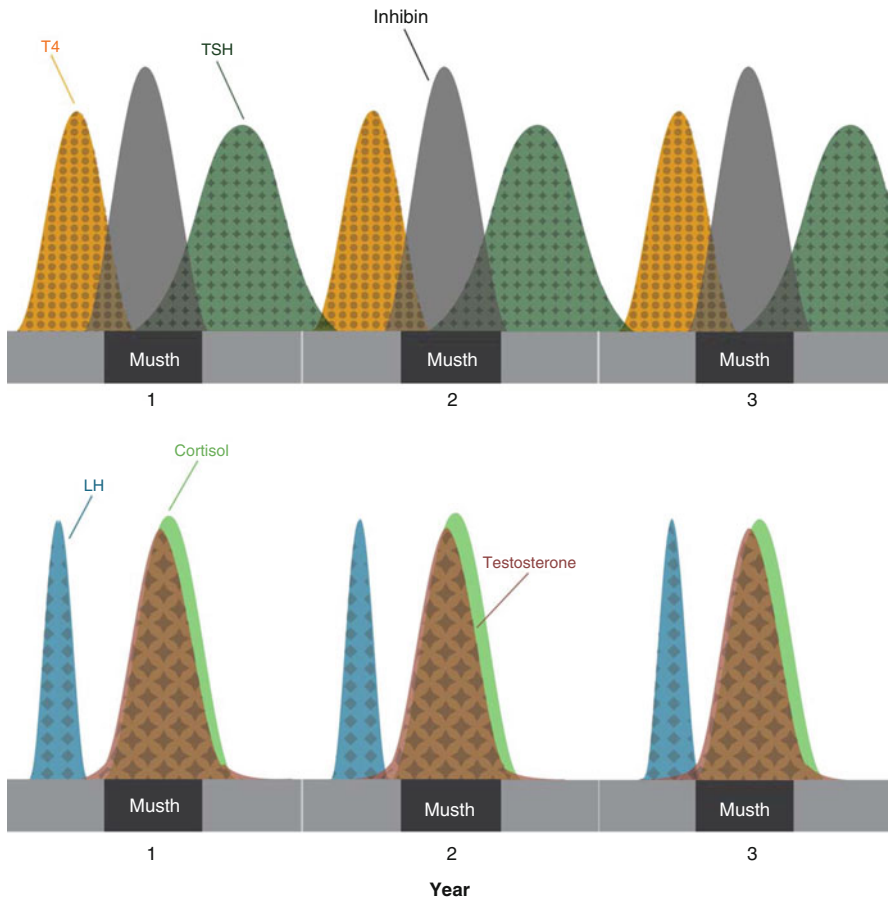 Inhibin
T4
TSH
Musth Musth Musth
1 2 3
Cortisol
LH
Testosterone
Musth Musth Musth
1 2 3
Year